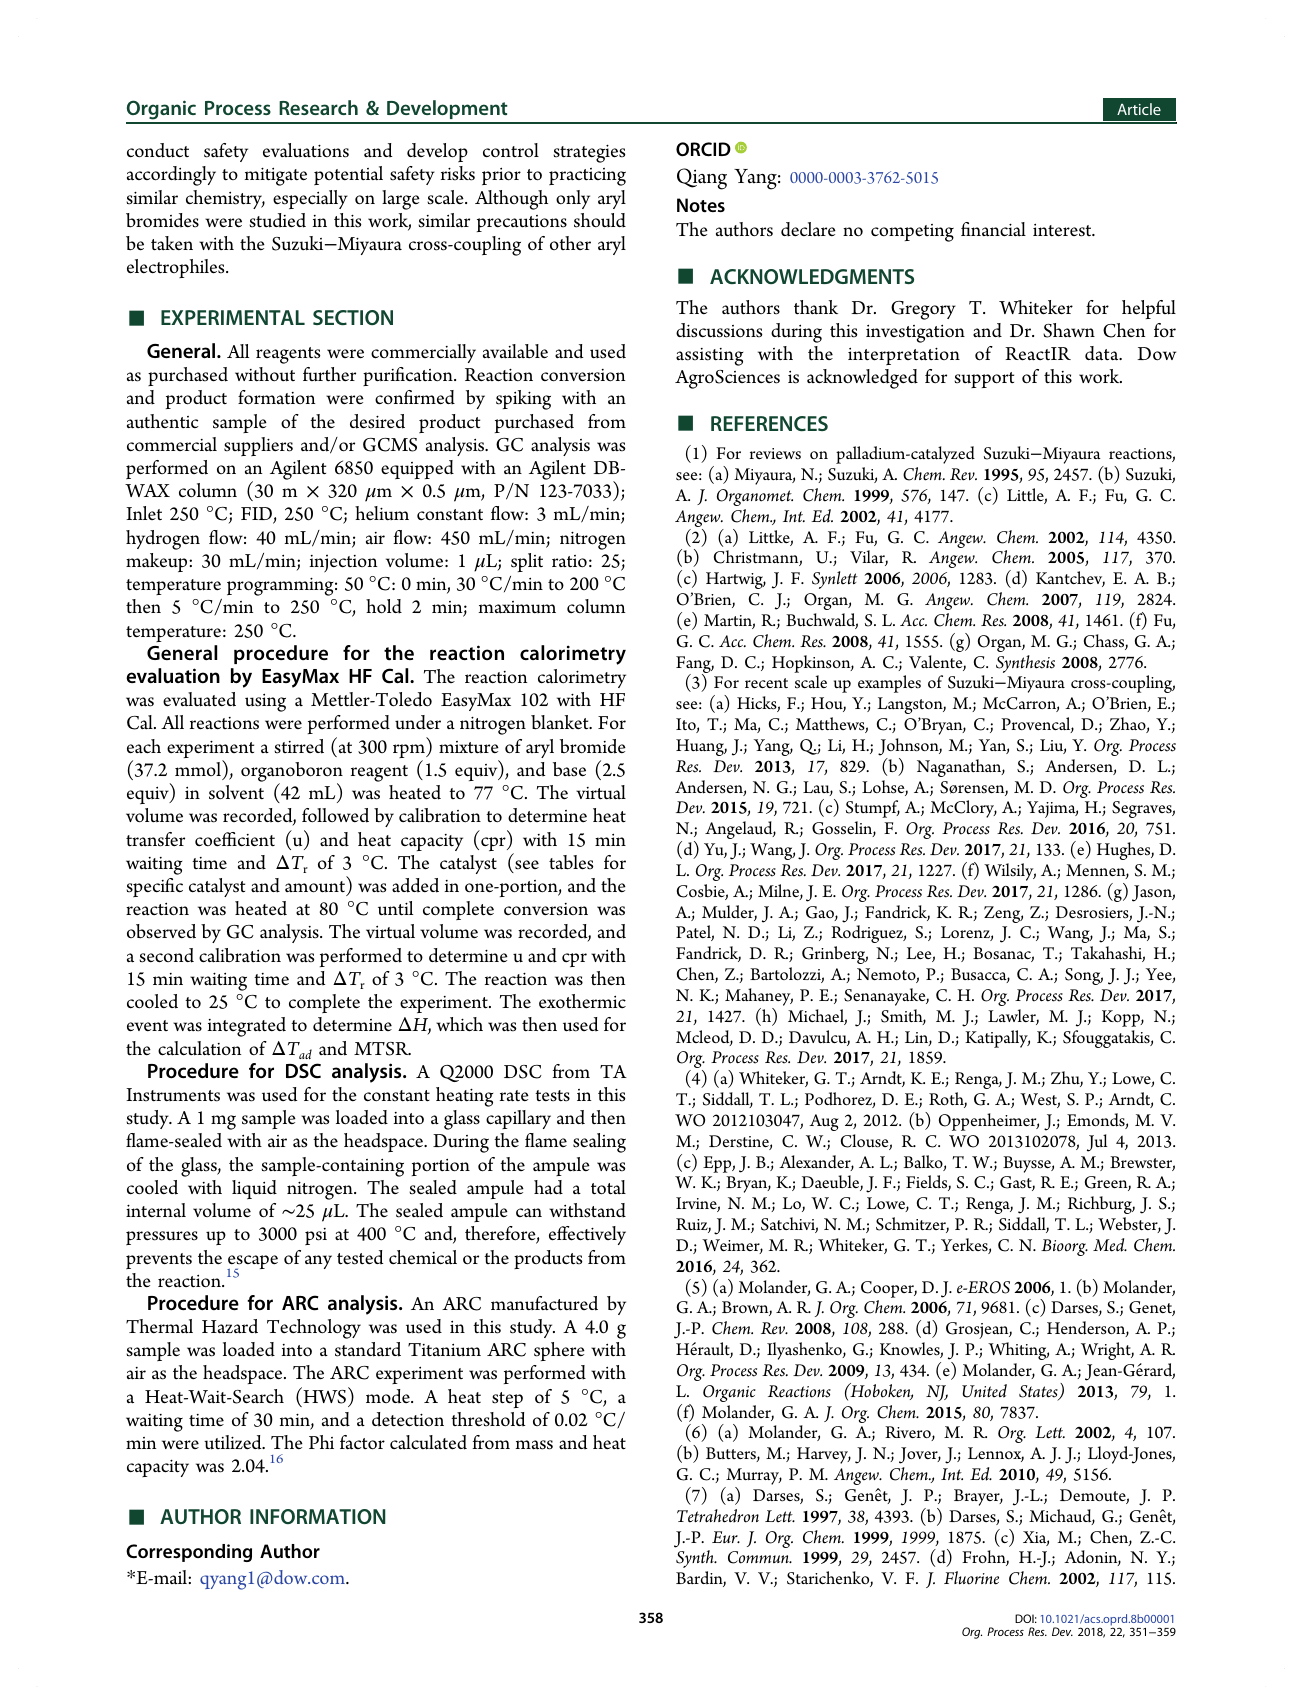 Organic Process Research & Development
Article
conduct safety evaluations and develop control strategies
accordingly to mitigate potential safety risks prior to practicing
similar chemistry, especially on large scale. Although only aryl
bromides were studied in this work, similar precautions should
be taken with the Suzuki−Miyaura cross-coupling of other aryl
electrophiles.
■ EXPERIMENTAL SECTION
General. All reagents were commercially available and used
as purchased without further purification. Reaction conversion
and product formation were confirmed by spiking with an
authentic sample of the desired product purchased from
commercial suppliers and/or GCMS analysis. GC analysis was
performed on an Agilent 6850 equipped with an Agilent DB-
WAX column (30 m × 320 μm × 0.5 μm, P/N 123-7033);
Inlet 250 °C; FID, 250 °C; helium constant flow: 3 mL/min;
hydrogen flow: 40 mL/min; air flow: 450 mL/min; nitrogen
makeup: 30 mL/min; injection volume: 1 μL; split ratio: 25;
temperature programming: 50 °C: 0 min, 30 °C/min to 200 °C
then 5 °C/min to 250 °C, hold 2 min; maximum column
temperature: 250 °C.
General procedure for the reaction calorimetry
evaluation by EasyMax HF Cal. The reaction calorimetry
was evaluated using a Mettler-Toledo EasyMax 102 with HF
Cal. All reactions were performed under a nitrogen blanket. For
each experiment a stirred (at 300 rpm) mixture of aryl bromide
(37.2 mmol), organoboron reagent (1.5 equiv), and base (2.5
equiv) in solvent (42 mL) was heated to 77 °C. The virtual
volume was recorded, followed by calibration to determine heat
transfer coefficient (u) and heat capacity (cpr) with 15 min
waiting time and ΔTr of 3 °C. The catalyst (see tables for
specific catalyst and amount) was added in one-portion, and the
reaction was heated at 80 °C until complete conversion was
observed by GC analysis. The virtual volume was recorded, and
a second calibration was performed to determine u and cpr with
15 min waiting time and ΔTr of 3 °C. The reaction was then
cooled to 25 °C to complete the experiment. The exothermic
event was integrated to determine ΔH, which was then used for
the calculation of ΔTad and MTSR.
Procedure for DSC analysis. A Q2000 DSC from TA
Instruments was used for the constant heating rate tests in this
study. A 1 mg sample was loaded into a glass capillary and then
flame-sealed with air as the headspace. During the flame sealing
of the glass, the sample-containing portion of the ampule was
cooled with liquid nitrogen. The sealed ampule had a total
internal volume of ∼25 μL. The sealed ampule can withstand
pressures up to 3000 psi at 400 °C and, therefore, effectively
prevents the escape of any tested chemical or the products from
the reaction.15
Procedure for ARC analysis. An ARC manufactured by
Thermal Hazard Technology was used in this study. A 4.0 g
sample was loaded into a standard Titanium ARC sphere with
air as the headspace. The ARC experiment was performed with
a Heat-Wait-Search (HWS) mode. A heat step of 5 °C, a
waiting time of 30 min, and a detection threshold of 0.02 °C/
min were utilized. The Phi factor calculated from mass and heat
capacity was 2.04.16
■ AUTHOR INFORMATION
Corresponding Author
*E-mail: qyang1@dow.com.
ORCID iD
Qiang Yang: 0000-0003-3762-5015
Notes
The authors declare no competing financial interest.
■ ACKNOWLEDGMENTS
The authors thank Dr. Gregory T. Whiteker for helpful
discussions during this investigation and Dr. Shawn Chen for
assisting with the interpretation of ReactIR data. Dow
AgroSciences is acknowledged for support of this work.
■ REFERENCES
(1) For reviews on palladium-catalyzed Suzuki−Miyaura reactions,
see: (a) Miyaura, N.; Suzuki, A. Chem. Rev. 1995, 95, 2457. (b) Suzuki,
A. J. Organomet. Chem. 1999, 576, 147. (c) Little, A. F.; Fu, G. C.
Angew. Chem., Int. Ed. 2002, 41, 4177.
(2) (a) Littke, A. F.; Fu, G. C. Angew. Chem. 2002, 114, 4350.
(b) Christmann, U.; Vilar, R. Angew. Chem. 2005, 117, 370.
(c) Hartwig, J. F. Synlett 2006, 2006, 1283. (d) Kantchev, E. A. B.;
O'Brien, C. J.; Organ, M. G. Angew. Chem. 2007, 119, 2824.
(e) Martin, R.; Buchwald, S. L. Acc. Chem. Res. 2008, 41, 1461. (f) Fu,
G. C. Acc. Chem. Res. 2008, 41, 1555. (g) Organ, M. G.; Chass, G. A.;
Fang, D. C.; Hopkinson, A. C.; Valente, C. Synthesis 2008, 2776.
(3) For recent scale up examples of Suzuki−Miyaura cross-coupling,
see: (a) Hicks, F.; Hou, Y.; Langston, M.; McCarron, A.; O'Brien, E.;
Ito, T.; Ma, C.; Matthews, C.; O'Bryan, C.; Provencal, D.; Zhao, Y.;
Huang, J.; Yang, Q.; Li, H.; Johnson, M.; Yan, S.; Liu, Y. Org. Process
Res. Dev. 2013, 17, 829. (b) Naganathan, S.; Andersen, D. L.;
Andersen, N. G.; Lau, S.; Lohse, A.; Sørensen, M. D. Org. Process Res.
Dev. 2015, 19, 721. (c) Stumpf, A.; McClory, A.; Yajima, H.; Segraves,
N.; Angelaud, R.; Gosselin, F. Org. Process Res. Dev. 2016, 20, 751.
(d) Yu, J.; Wang, J. Org. Process Res. Dev. 2017, 21, 133. (e) Hughes, D.
L. Org. Process Res. Dev. 2017, 21, 1227. (f) Wilsily, A.; Mennen, S. M.;
Cosbie, A.; Milne, J. E. Org. Process Res. Dev. 2017, 21, 1286. (g) Jason,
A.; Mulder, J. A.; Gao, J.; Fandrick, K. R.; Zeng, Z.; Desrosiers, J.-N.;
Patel, N. D.; Li, Z.; Rodriguez, S.; Lorenz, J. C.; Wang, J.; Ma, S.;
Fandrick, D. R.; Grinberg, N.; Lee, H.; Bosanac, T.; Takahashi, H.;
Chen, Z.; Bartolozzi, A.; Nemoto, P.; Busacca, C. A.; Song, J. J.; Yee,
N. K.; Mahaney, P. E.; Senanayake, C. H. Org. Process Res. Dev. 2017,
21, 1427. (h) Michael, J.; Smith, M. J.; Lawler, M. J.; Kopp, N.;
Mcleod, D. D.; Davulcu, A. H.; Lin, D.; Katipally, K.; Sfouggatakis, C.
Org. Process Res. Dev. 2017, 21, 1859.
(4) (a) Whiteker, G. T.; Arndt, K. E.; Renga, J. M.; Zhu, Y.; Lowe, C.
T.; Siddall, T. L.; Podhorez, D. E.; Roth, G. A.; West, S. P.; Arndt, C.
WO 2012103047, Aug 2, 2012. (b) Oppenheimer, J.; Emonds, M. V.
M.; Derstine, C. W.; Clouse, R. C. WO 2013102078, Jul 4, 2013.
(c) Epp, J. B.; Alexander, A. L.; Balko, T. W.; Buysse, A. M.; Brewster,
W. K.; Bryan, K.; Daeuble, J. F.; Fields, S. C.; Gast, R. E.; Green, R. A.;
Irvine, N. M.; Lo, W. C.; Lowe, C. T.; Renga, J. M.; Richburg, J. S.;
Ruiz, J. M.; Satchivi, N. M.; Schmitzer, P. R.; Siddall, T. L.; Webster, J.
D.; Weimer, M. R.; Whiteker, G. T.; Yerkes, C. N. Bioorg. Med. Chem.
2016, 24, 362.
(5) (a) Molander, G. A.; Cooper, D. J. e-EROS 2006, 1. (b) Molander,
G. A.; Brown, A. R. J. Org. Chem. 2006, 71, 9681. (c) Darses, S.; Genet,
J.-P. Chem. Rev. 2008, 108, 288. (d) Grosjean, C.; Henderson, A. P.;
Hérault, D.; Ilyashenko, G.; Knowles, J. P.; Whiting, A.; Wright, A. R.
Org. Process Res. Dev. 2009, 13, 434. (e) Molander, G. A.; Jean-Gérard,
L. Organic Reactions (Hoboken, NJ, United States) 2013, 79, 1.
(f) Molander, G. A. J. Org. Chem. 2015, 80, 7837.
(6) (a) Molander, G. A.; Rivero, M. R. Org. Lett. 2002, 4, 107.
(b) Butters, M.; Harvey, J. N.; Jover, J.; Lennox, A. J. J.; Lloyd-Jones,
G. C.; Murray, P. M. Angew. Chem., Int. Ed. 2010, 49, 5156.
(7) (a) Darses, S.; Genêt, J. P.; Brayer, J.-L.; Demoute, J. P.
Tetrahedron Lett. 1997, 38, 4393. (b) Darses, S.; Michaud, G.; Genêt,
J.-P. Eur. J. Org. Chem. 1999, 1999, 1875. (c) Xia, M.; Chen, Z.-C.
Synth. Commun. 1999, 29, 2457. (d) Frohn, H.-J.; Adonin, N. Y.;
Bardin, V. V.; Starichenko, V. F. J. Fluorine Chem. 2002, 117, 115.
358
DOI: 10.1021/acs.oprd.8b00001
Org. Process Res. Dev. 2018, 22, 351−359